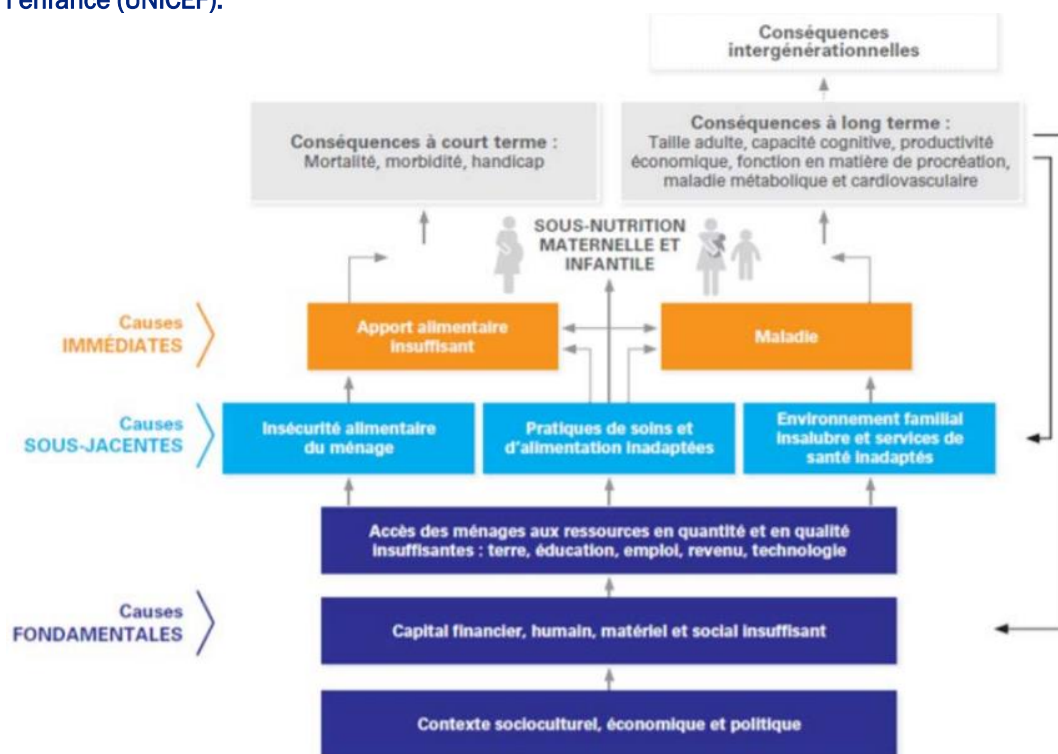 l'enfance (UNICEF).
Conséquences
intergénérationnelles
Conséquences à court terme :
Mortalité, morbidité, handicap
Conséquences à long terme :
Taille adulte, capacité cognitive, productivité
économique, fonction en matière de procréation,
maladie métabolique et cardiovasculaire
SOUS-NUTRITION
MATERNELLE ET
INFANTILE
Causes
IMMÉDIATES
Apport alimentaire
insuffisant
Maladie
Causes
SOUS-JACENTES
Insécurité alimentaire
du ménage
Pratiques de soins et
d'alimentation inadaptées
Environnement familial
insalubre et services de
santé inadaptés
Accès des ménages aux ressources en quantité et en qualité
insuffisantes : terre, éducation, emploi, revenu, technologie
Causes
FONDAMENTALES
Capital financier, humain, matériel et social insuffisant
Contexte socioculturel, économique et politique